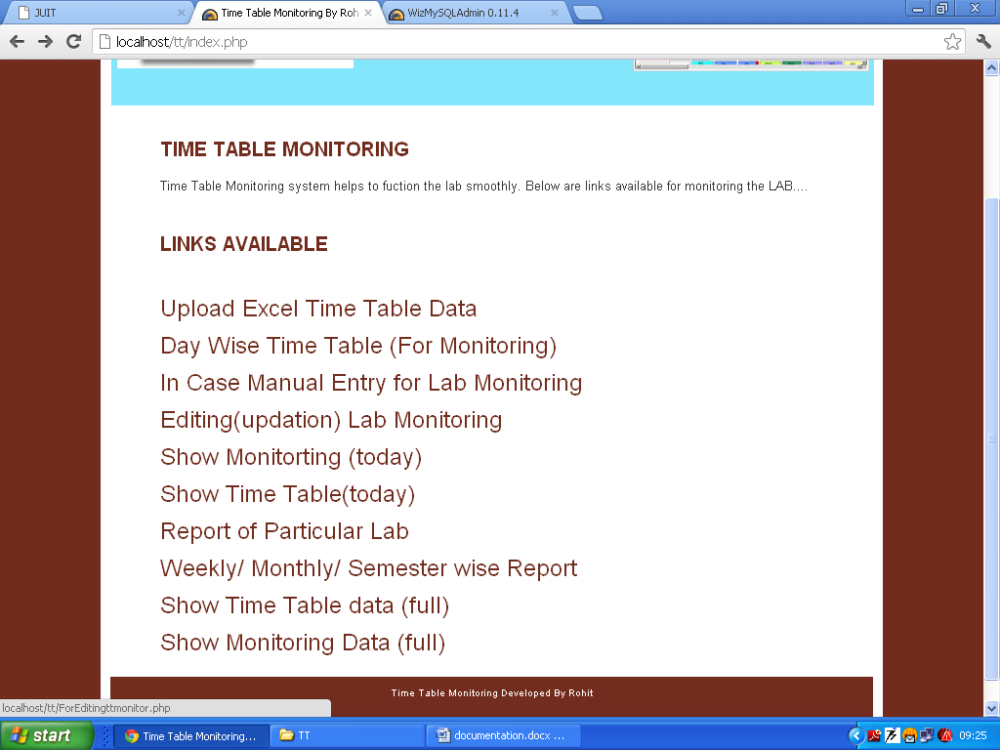 JUIT
Time Table Monitoring By Roh
WizMySQLAdmin 0.11.4
localhost/tt/index.php
TIME TABLE MONITORING
Time Table Monitoring system helps to fuction the lab smoothly. Below are links available for monitoring the LAB....
LINKS AVAILABLE
Upload Excel Time Table Data
Day Wise Time Table (For Monitoring)
In Case Manual Entry for Lab Monitoring
Editing(updation) Lab Monitoring
Show Monitorting (today)
Show Time Table(today)
Report of Particular Lab
Weekly/ Monthly/ Semester wise Report
Show Time Table data (full)
Show Monitoring Data (full)
Time Table Monitoring Developed By Rohit
localhost/tt/ForEditingttmonitor.php
start
Time Table Monitoring...
TT
documentation.docx ...
09:25